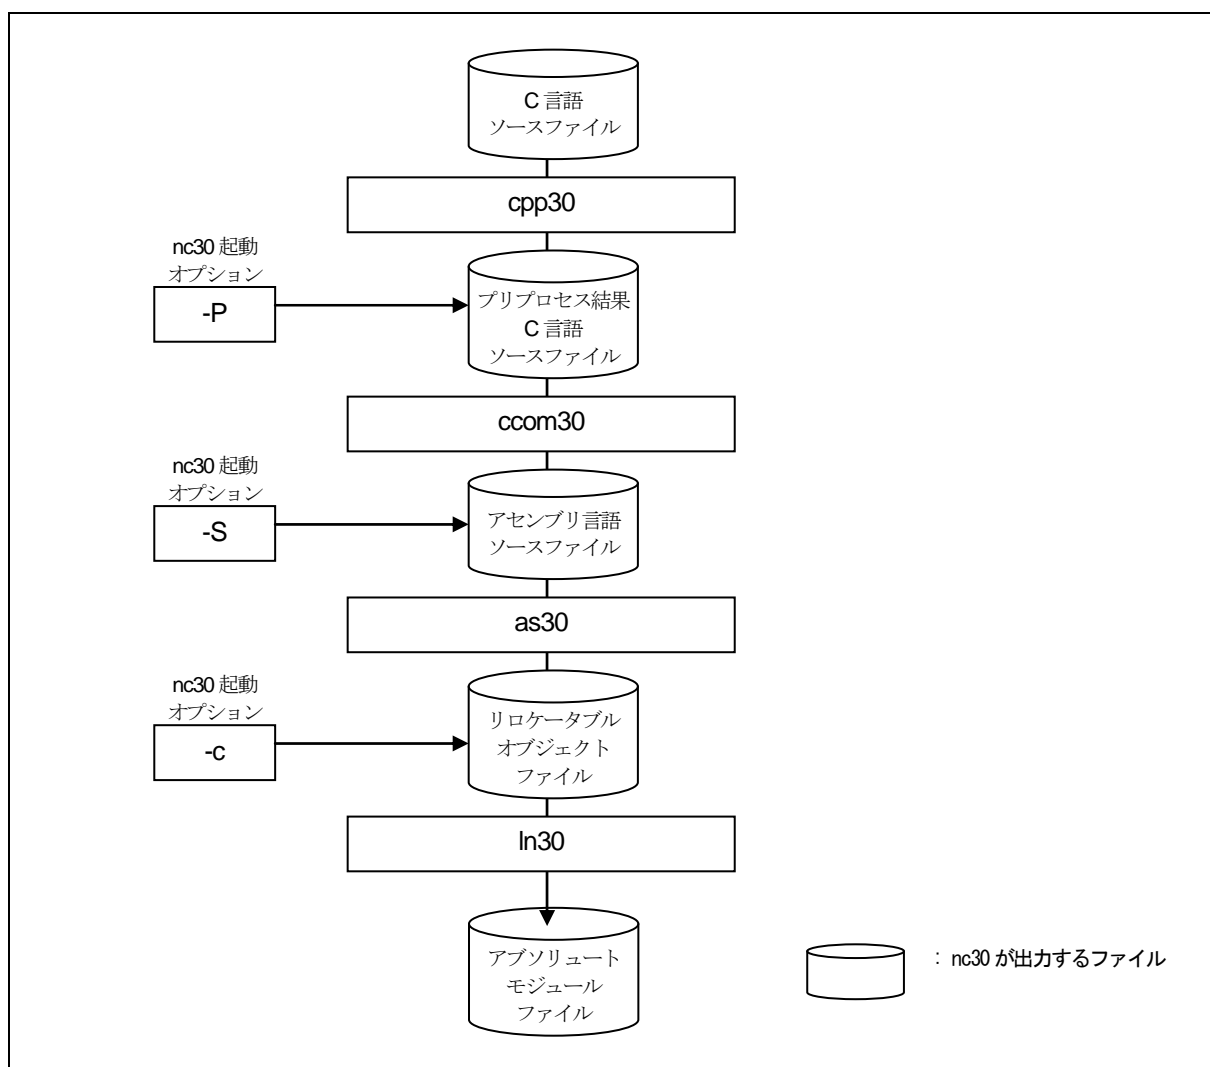 C 言語
ソースファイル
cpp30
nc30 起動
オプション
-P
プリプロセス結果
C 言語
ソースファイル
ccom30
nc30 起動
オプション
-S
アセンブリ言語
ソースファイル
as30
nc30 起動
オプション
-c
リロケータブル
オブジェクト
ファイル
ln30
アブソリュート
モジュール
ファイル
: nc30 が出力するファイル